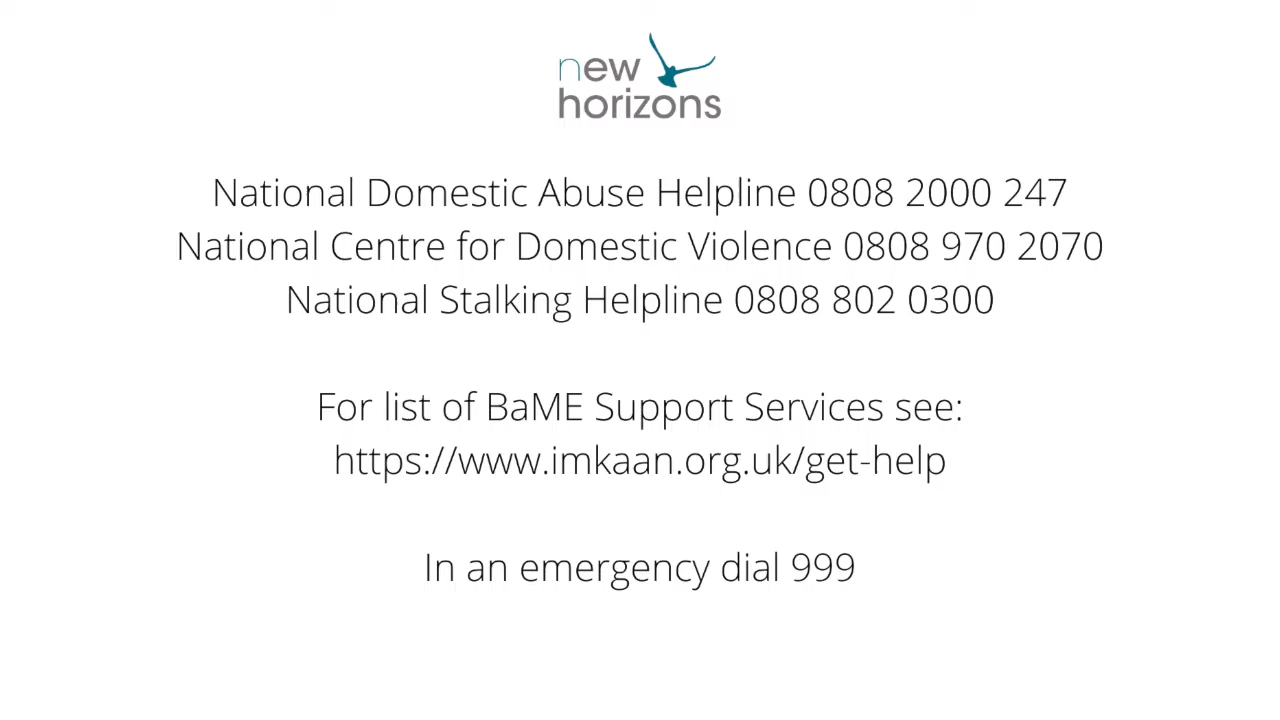 new
horizons
National Domestic Abuse Helpline 0808 2000 247
National Centre for Domestic Violence 0808 970 2070
National Stalking Helpline 0808 802 0300
For list of BaME Support Services see:
https://www.imkaan.org.uk/get-help
In an emergency dial 999